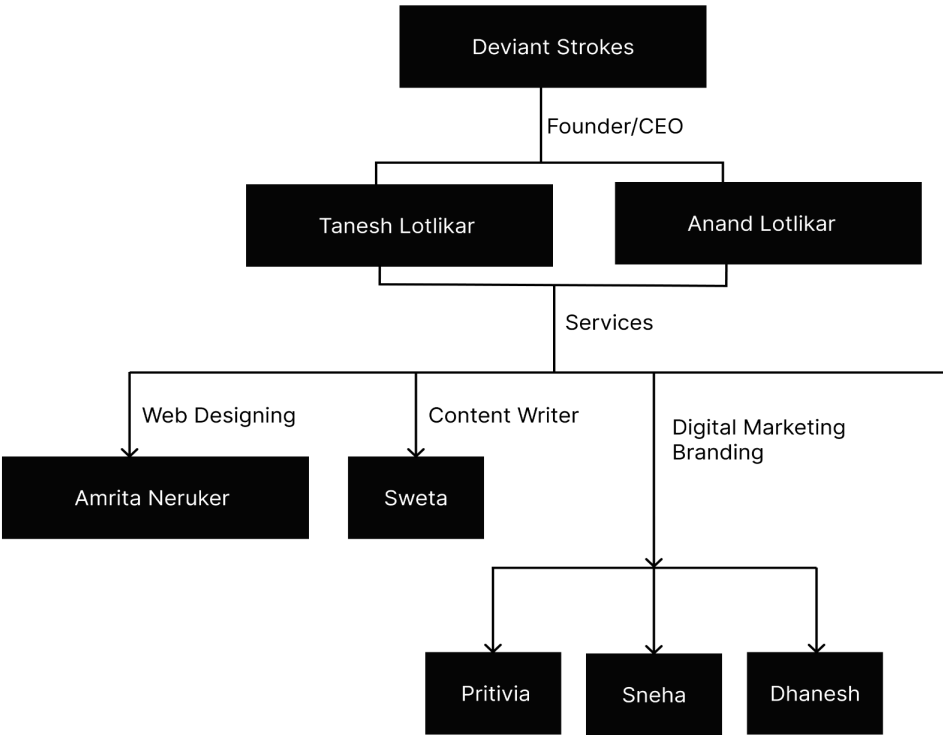 Deviant Strokes
Founder/CEO
Tanesh Lotlikar
Anand Lotlikar
Services
Web Designing
Content Writer
Digital Marketing
Branding
Amrita Neruker
Sweta
Pritivia
Sneha
Dhanesh